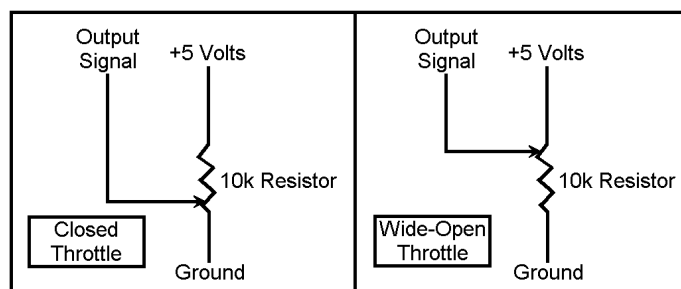 Output
Signal
+5 Volts
10k Resistor
Closed
Throttle
Ground
Output
Signal
+5 Volts
10k Resistor
Wide-Open
Throttle
Ground